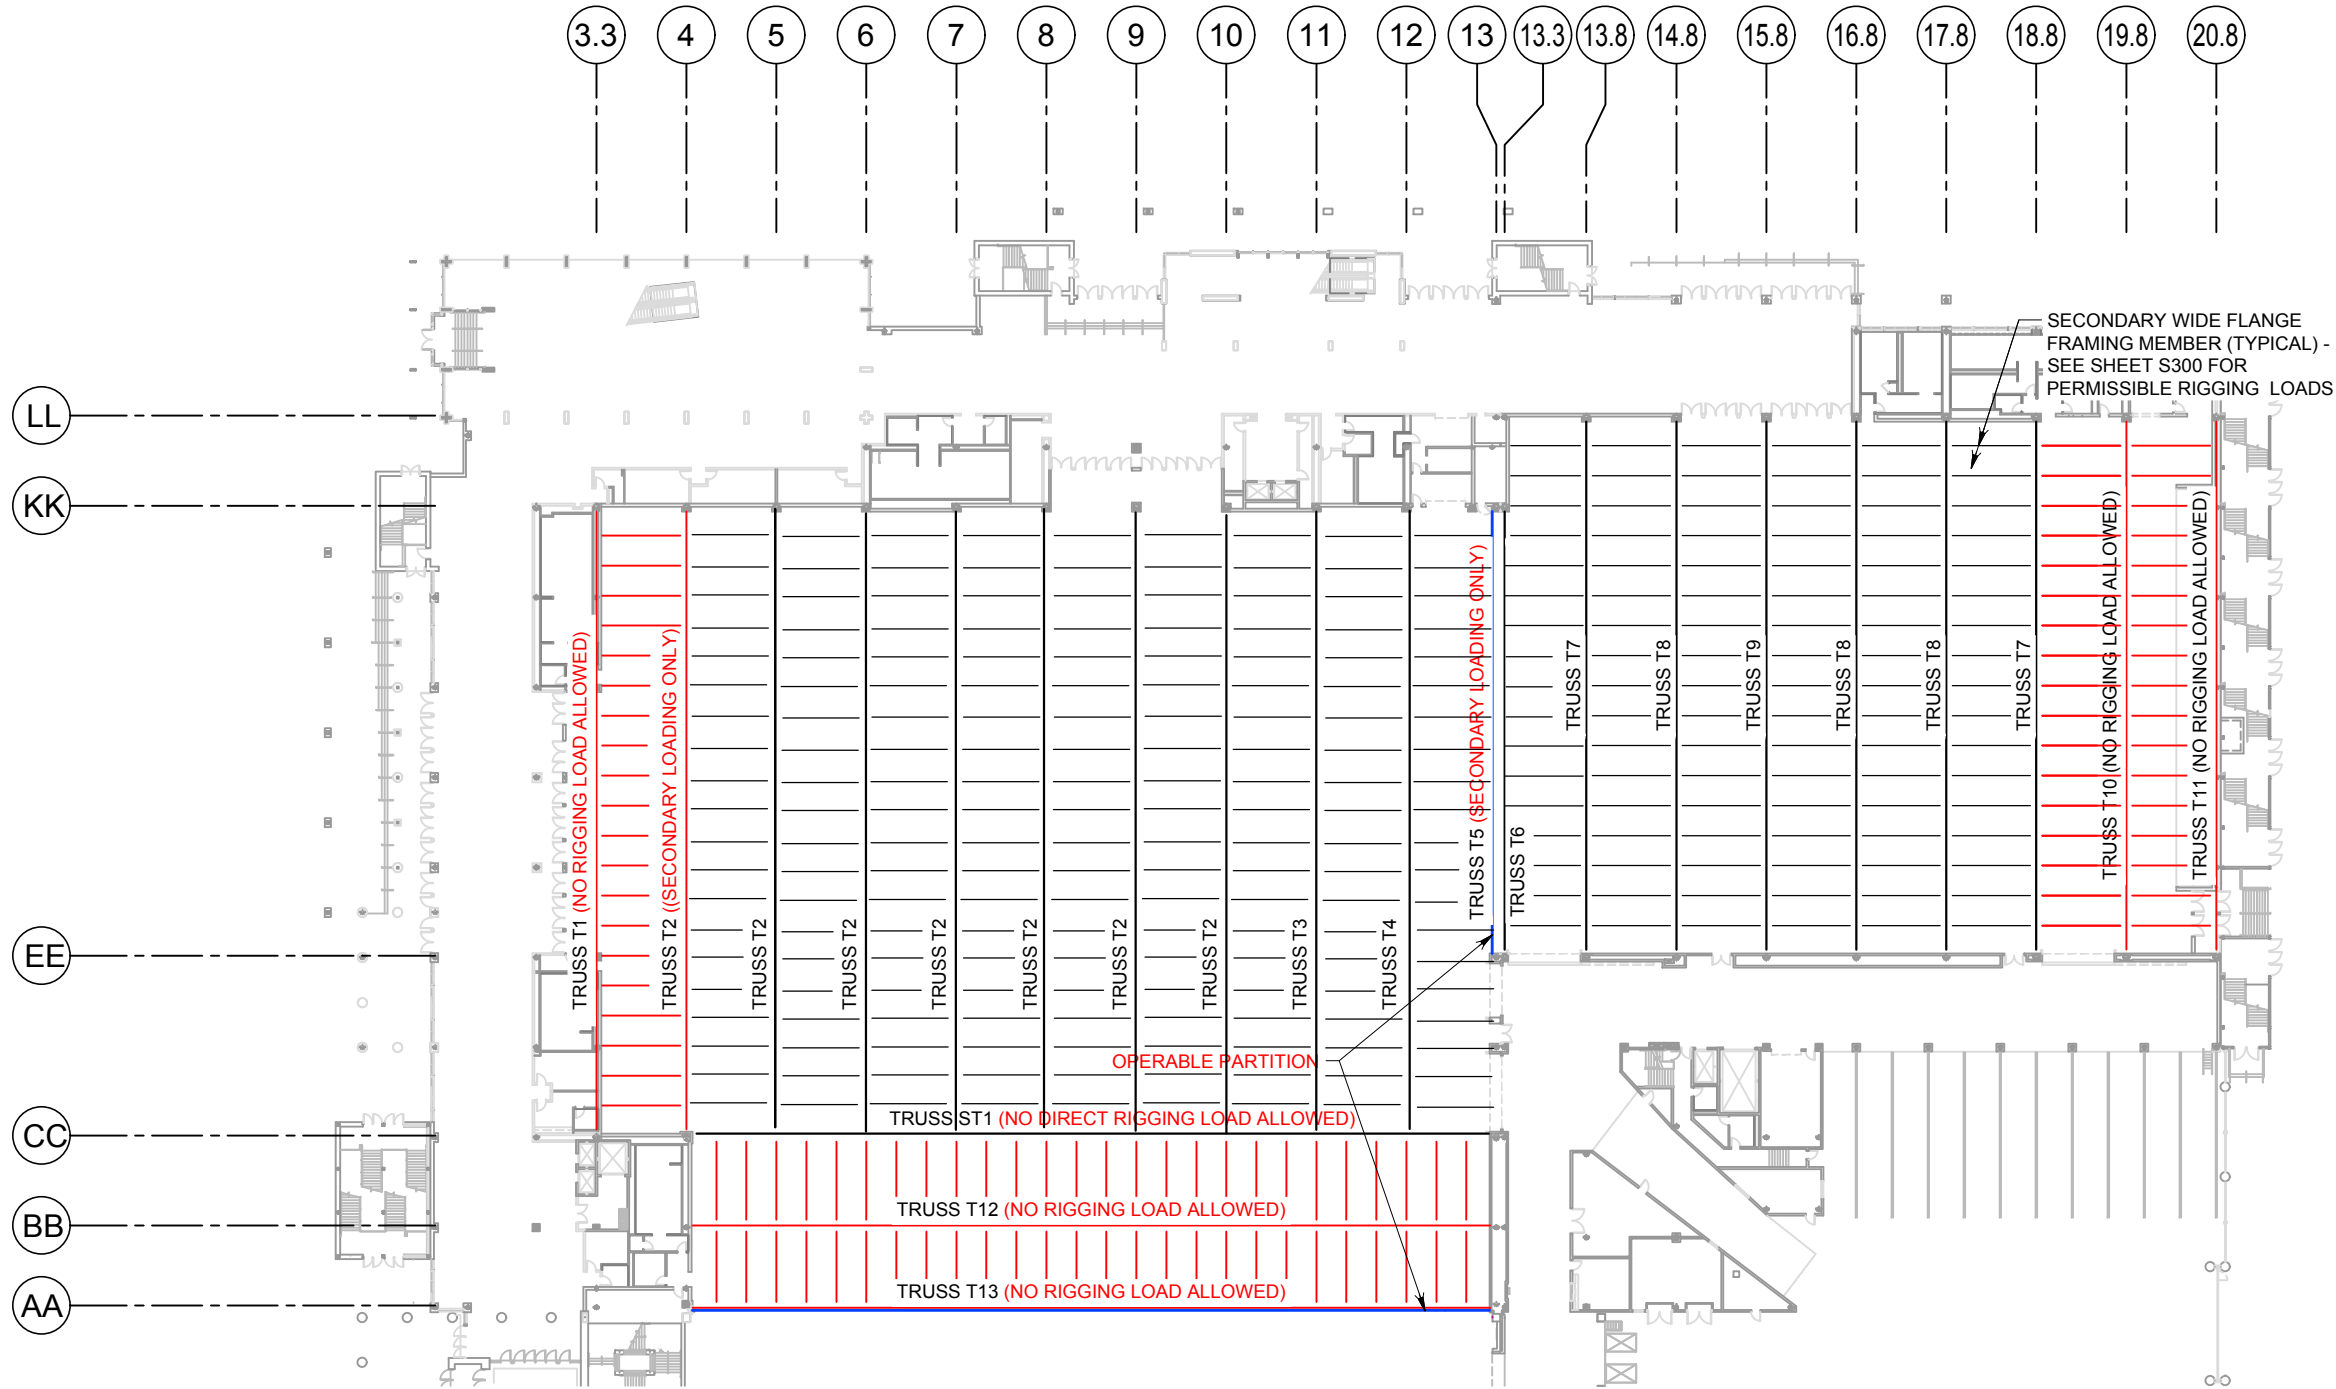 3.3 4 5 6 7 8 9 10 11 12 13 13.3 13.8 14.8 15.8 16.8 17.8 18.8 19.8 20.8
SECONDARY WIDE FLANGE
FRAMING MEMBER (TYPICAL) -
SEE SHEET S300 FOR
PERMISSIBLE RIGGING LOADS
LL
KK
EE
CC
BB
AA
TRUSS T1 (NO RIGGING LOAD ALLOWED)
TRUSS T2 ((SECONDARY LOADING ONLY)
TRUSS T2
TRUSS T2
TRUSS T2
TRUSS T2
TRUSS T2
TRUSS T2
TRUSS T3
TRUSS T4
TRUSS T5 (SECONDARY LOADING ONLY)
TRUSS T6
TRUSS T7
TRUSS T8
TRUSS T9
TRUSS T8
TRUSS T8
TRUSS T7
TRUSS T10 (NO RIGGING LOAD ALLOWED)
TRUSS T11 (NO RIGGING LOAD ALLOWED)
OPERABLE PARTITION
TRUSS ST1 (NO DIRECT RIGGING LOAD ALLOWED)
TRUSS T12 (NO RIGGING LOAD ALLOWED)
TRUSS T13 (NO RIGGING LOAD ALLOWED)